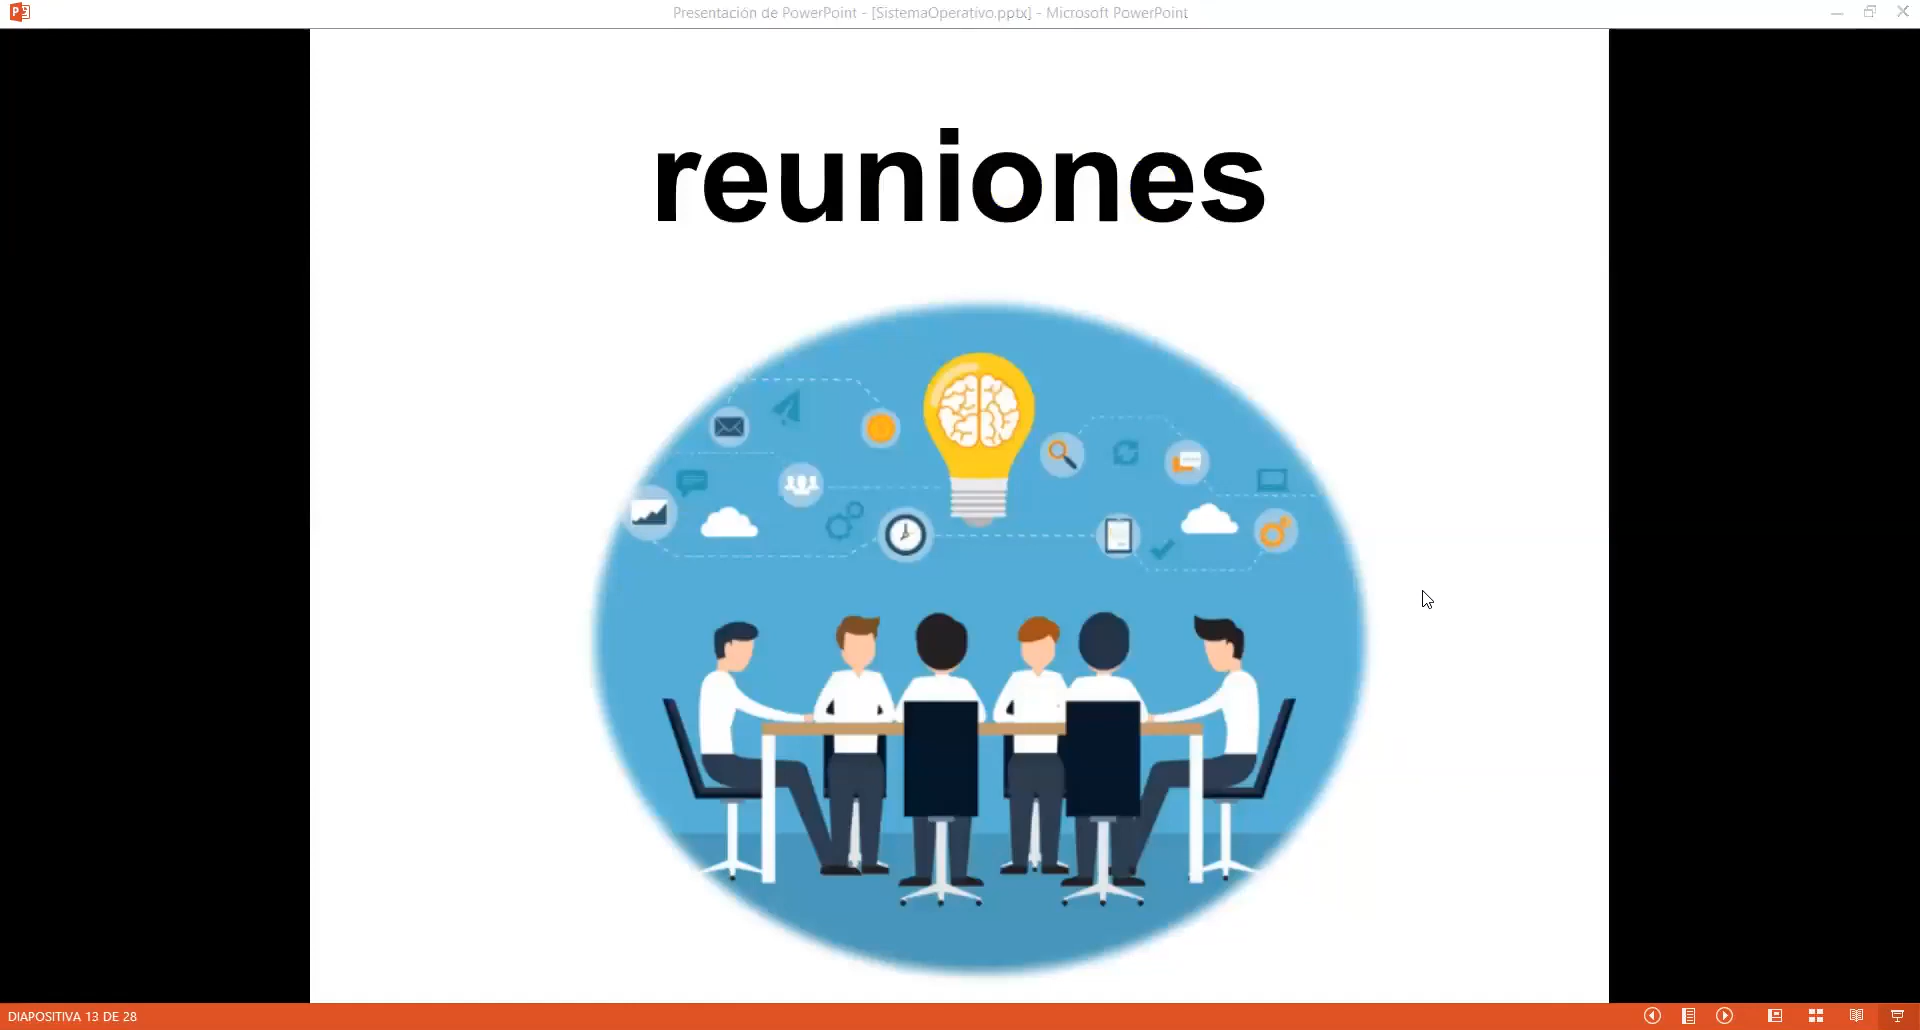 Presentación de PowerPoint - [SistemaOperativo.pptx] - Microsoft PowerPoint
reuniones
DIAPOSITIVA 13 DE 28